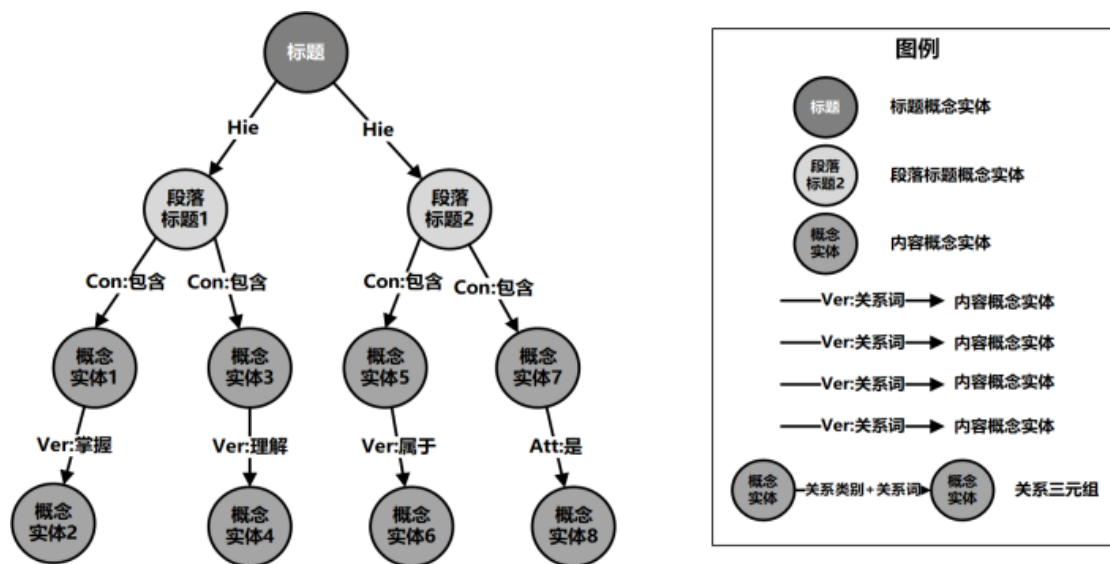 标题
Hie
Hie
段落
标题1
段落
标题2
Con:包含
Con:包含
Con:包含
Con:包含
概念
实体1
概念
实体3
概念
实体5
概念
实体7
Ver:掌握
Ver:理解
Ver:属于
Att:是
概念
实体2
概念
实体4
概念
实体6
概念
实体8
图例
标题
标题概念实体
段落
标题2
段落标题概念实体
概念
实体
内容概念实体
Ver:关系词
内容概念实体
Ver:关系词
内容概念实体
Ver:关系词
内容概念实体
Ver:关系词
内容概念实体
概念
实体
关系类别+关系词
概念
实体
关系三元组